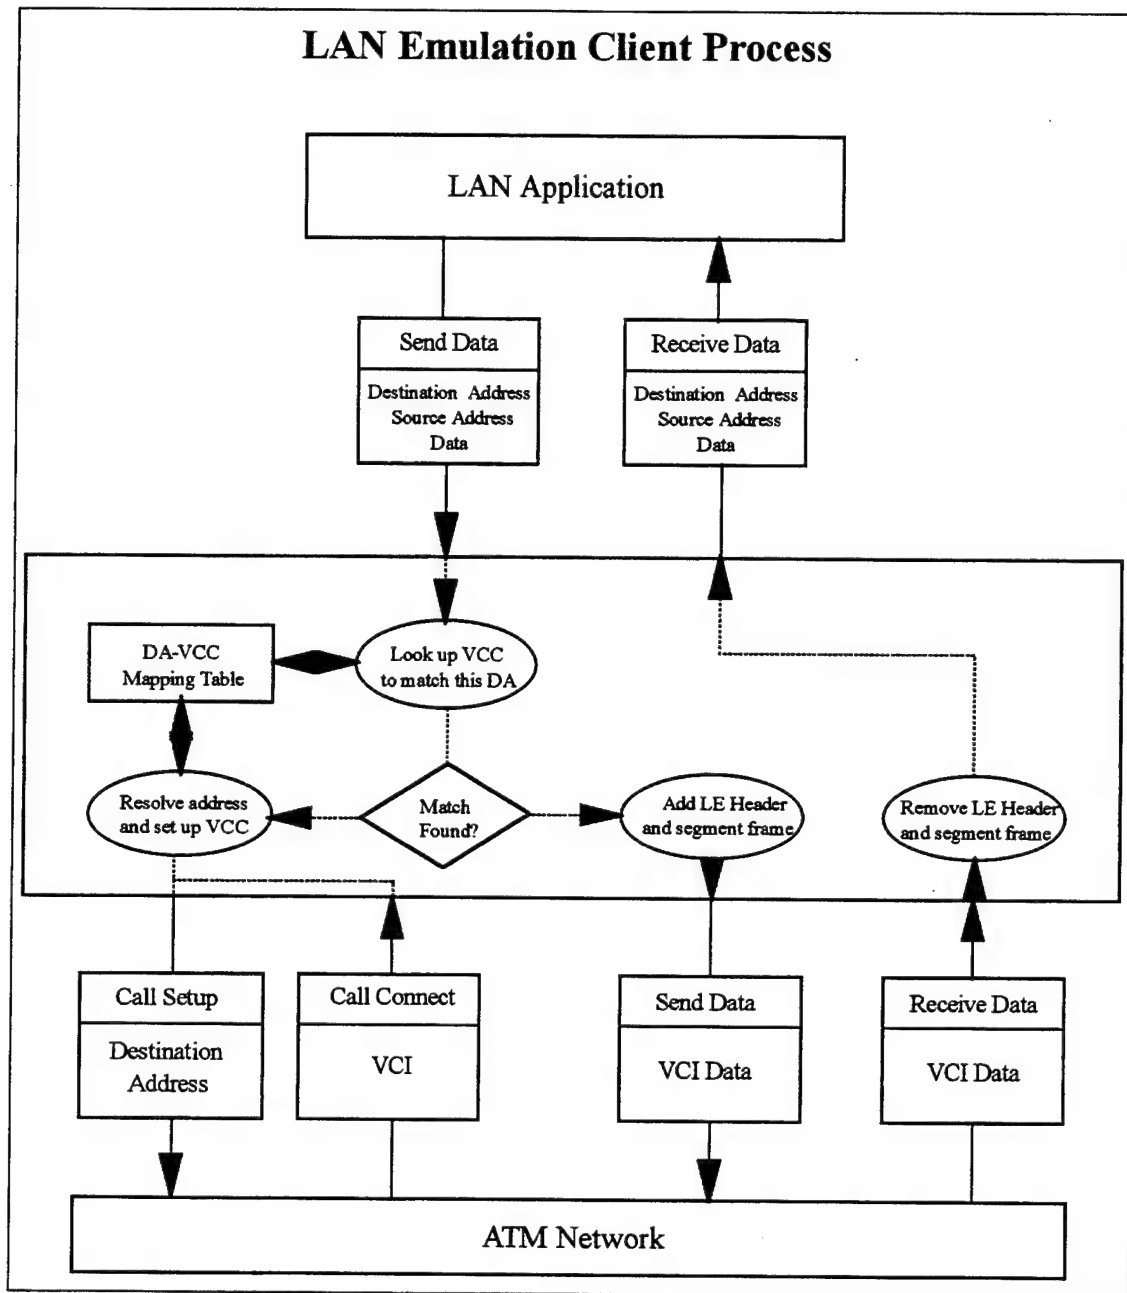 LAN Emulation Client Process
LAN Application
Send Data
Destination Address
Source Address
Data
Receive Data
Destination Address
Source Address
Data
DA-VCC
Mapping Table
Look up VCC
to match this DA
Resolve address
and set up VCC
Match
Found?
Add LE Header
and segment frame
Remove LE Header
and segment frame
Call Setup
Destination
Address
Call Connect
VCI
Send Data
VCI Data
Receive Data
VCI Data
ATM Network